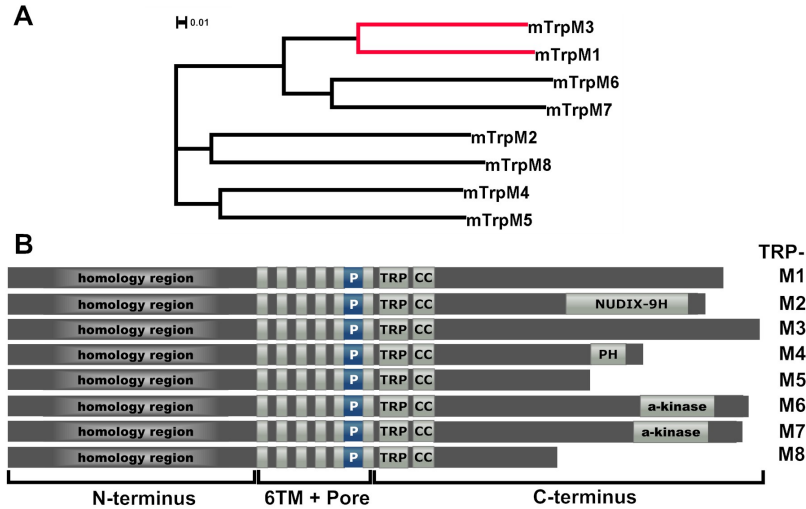 A
0.01
mTrpM3
mTrpM1
mTrpM6
mTrpM7
mTrpM2
mTrpM8
mTrpM4
mTrpM5
B
TRP-
homology region P TRP CC M1
homology region P TRP CC NUDIX-9H M2
homology region P TRP CC M3
homology region P TRP CC PH M4
homology region P TRP CC M5
homology region P TRP CC a-kinase M6
homology region P TRP CC a-kinase M7
homology region P TRP CC M8
N-terminus 6TM + Pore C-terminus